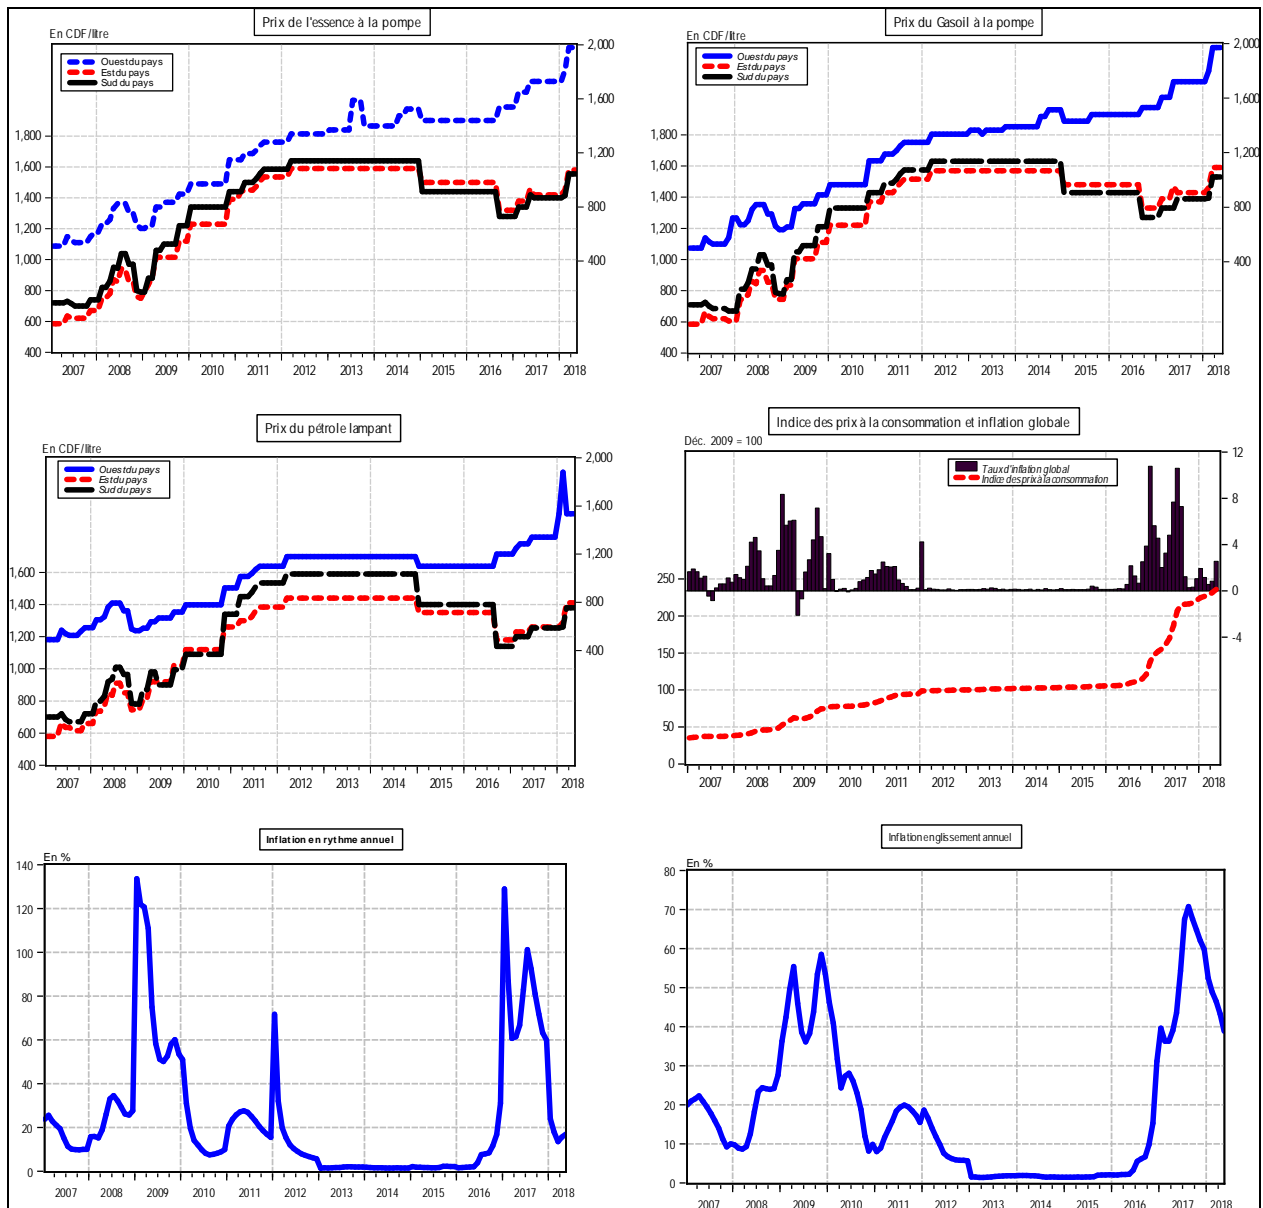 Prix de l'essence à la pompe
En CDF/litre
Ouest du pays
Est du pays
Sud du pays
2,000
1,600
1,200
800
400
1,800
1,600
1,400
1,200
1,000
800
600
400
2007 2008 2009 2010 2011 2012 2013 2014 2015 2016 2017 2018
Prix du Gasoil à la pompe
En CDF/litre
Ouest du pays
Est du pays
Sud du pays
2,000
1,600
1,200
800
400
1,800
1,600
1,400
1,200
1,000
800
600
400
2007 2008 2009 2010 2011 2012 2013 2014 2015 2016 2017 2018
Prix du pétrole lampant
En CDF/litre
Ouest du pays
Est du pays
Sud du pays
2,000
1,600
1,200
800
400
1,600
1,400
1,200
1,000
800
600
400
2007 2008 2009 2010 2011 2012 2013 2014 2015 2016 2017 2018
Indice des prix à la consommation et inflation globale
Déc. 2009 = 100
Taux d'inflation global
Indice des prix à la consommation
12
8
4
0
-4
250
200
150
100
50
0
2007 2008 2009 2010 2011 2012 2013 2014 2015 2016 2017 2018
Inflation en rythme annuel
En %
140
120
100
80
60
40
20
0
2007 2008 2009 2010 2011 2012 2013 2014 2015 2016 2017 2018
Inflation en glissement annuel
En %
80
70
60
50
40
30
20
10
0
2007 2008 2009 2010 2011 2012 2013 2014 2015 2016 2017 2018